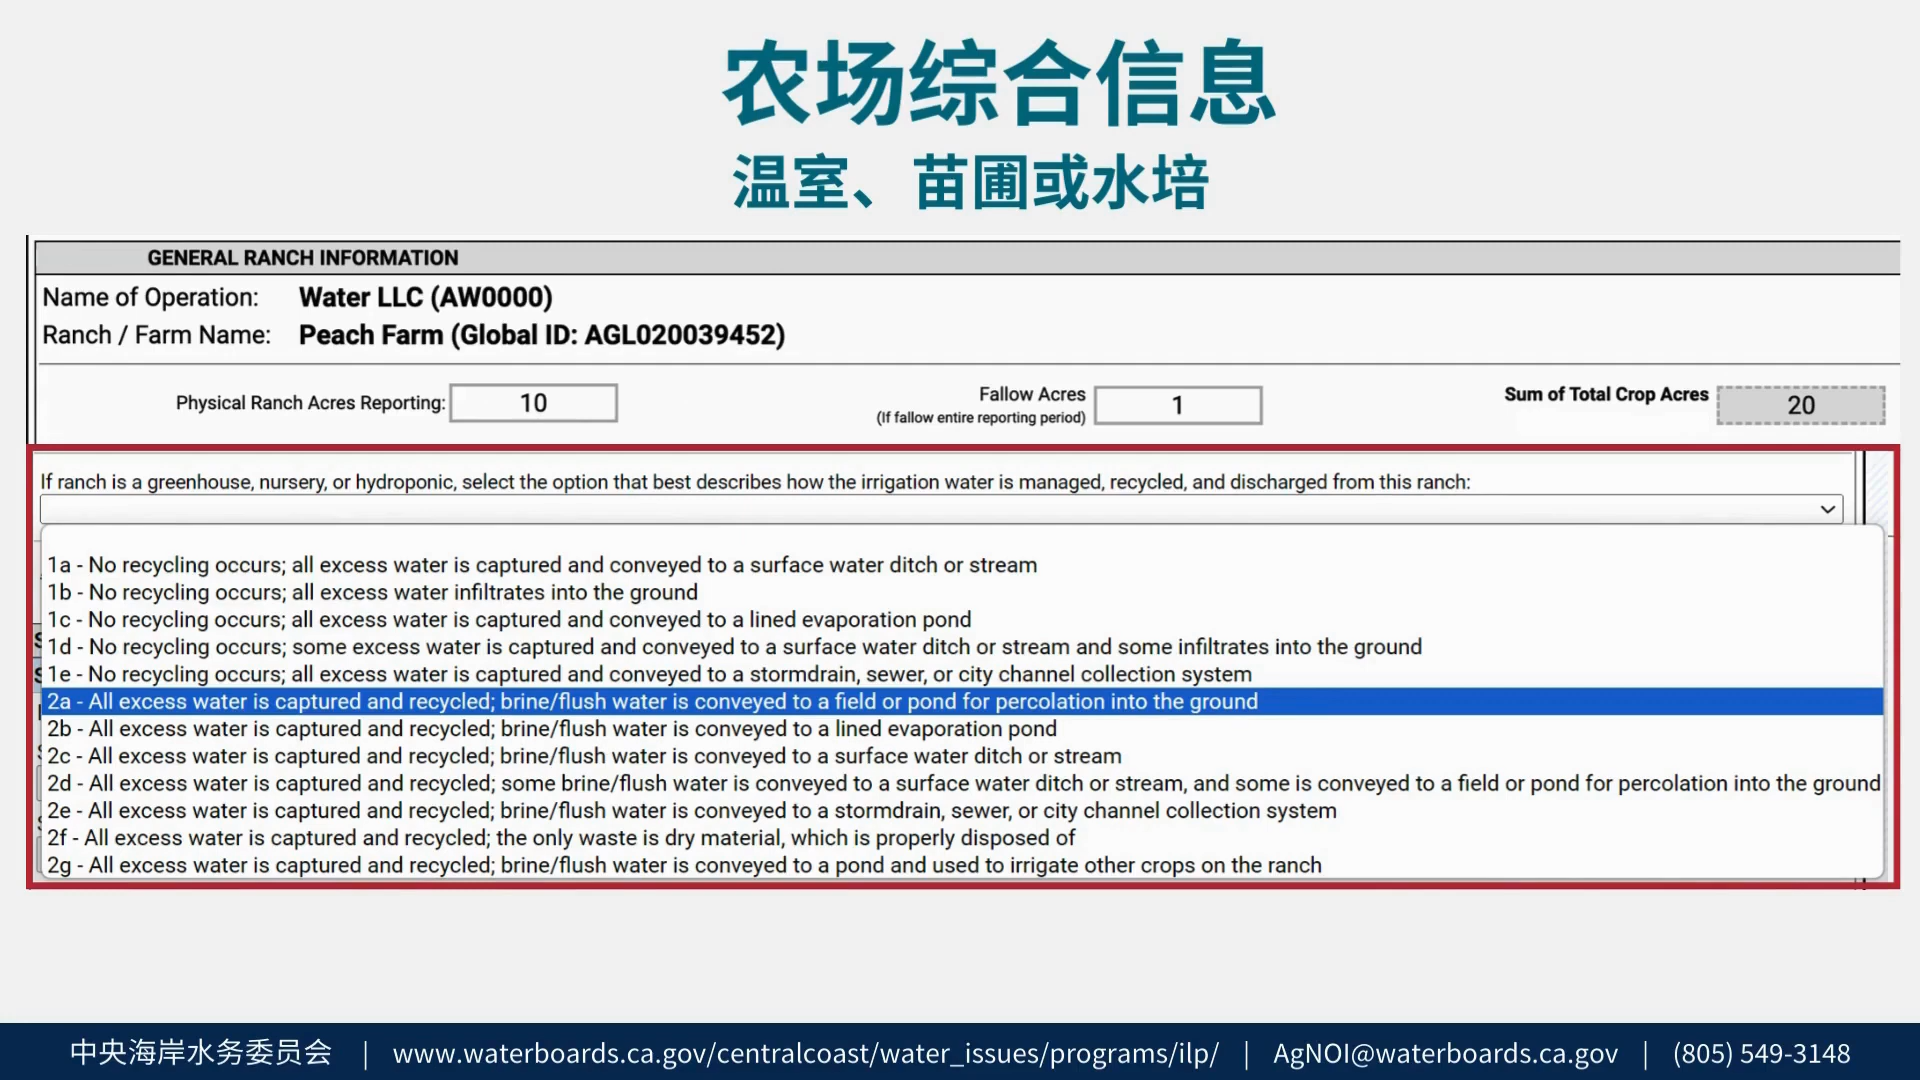 农场综合信息
温室、苗圃或水培
GENERAL RANCH INFORMATION
Name of Operation: Water LLC (AW0000)
Ranch / Farm Name: Peach Farm (Global ID: AGL020039452)
Physical Ranch Acres Reporting: 10
Fallow Acres
(If fallow entire reporting period)
1
Sum of Total Crop Acres 20
If ranch is a greenhouse, nursery, or hydroponic, select the option that best describes how the irrigation water is managed, recycled, and discharged from this ranch:
1a - No recycling occurs; all excess water is captured and conveyed to a surface water ditch or stream
1b - No recycling occurs; all excess water infiltrates into the ground
1c - No recycling occurs; all excess water is captured and conveyed to a lined evaporation pond
1d - No recycling occurs; some excess water is captured and conveyed to a surface water ditch or stream and some infiltrates into the ground
1e - No recycling occurs; all excess water is captured and conveyed to a stormdrain, sewer, or city channel collection system
2a - All excess water is captured and recycled; brine/flush water is conveyed to a field or pond for percolation into the ground
2b - All excess water is captured and recycled; brine/flush water is conveyed to a lined evaporation pond
2c - All excess water is captured and recycled; brine/flush water is conveyed to a surface water ditch or stream
2d - All excess water is captured and recycled; some brine/flush water is conveyed to a surface water ditch or stream, and some is conveyed to a field or pond for percolation into the ground
2e - All excess water is captured and recycled; brine/flush water is conveyed to a stormdrain, sewer, or city channel collection system
2f - All excess water is captured and recycled; the only waste is dry material, which is properly disposed of
2g - All excess water is captured and recycled; brine/flush water is conveyed to a pond and used to irrigate other crops on the ranch
中央海岸水务委员会 | www.waterboards.ca.gov/centralcoast/water_issues/programs/ilp/ | AgNOI@waterboards.ca.gov | (805) 549-3148